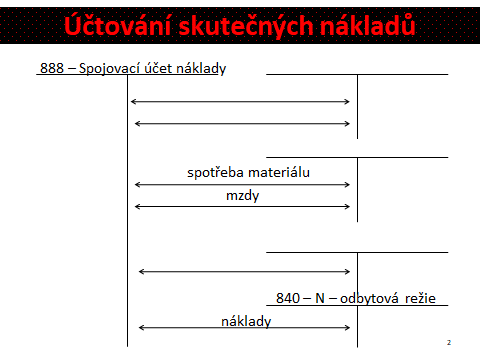 Účtování skutečných nákladů
888 – Spojovací účet náklady
spotřeba materiálu
mzdy
840 – N – odbytová režie
náklady
2